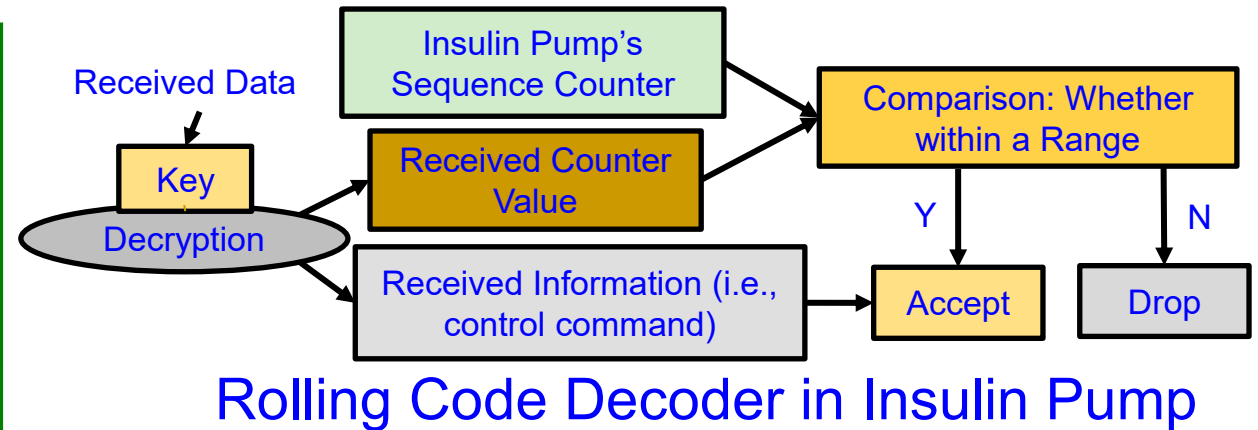 Insulin Pump's
Sequence Counter
Received Data
Key
Decryption
Received Counter
Value
Received Information (i.e.,
control command)
Comparison: Whether
within a Range
Y
N
Accept
Drop
Rolling Code Decoder in Insulin Pump